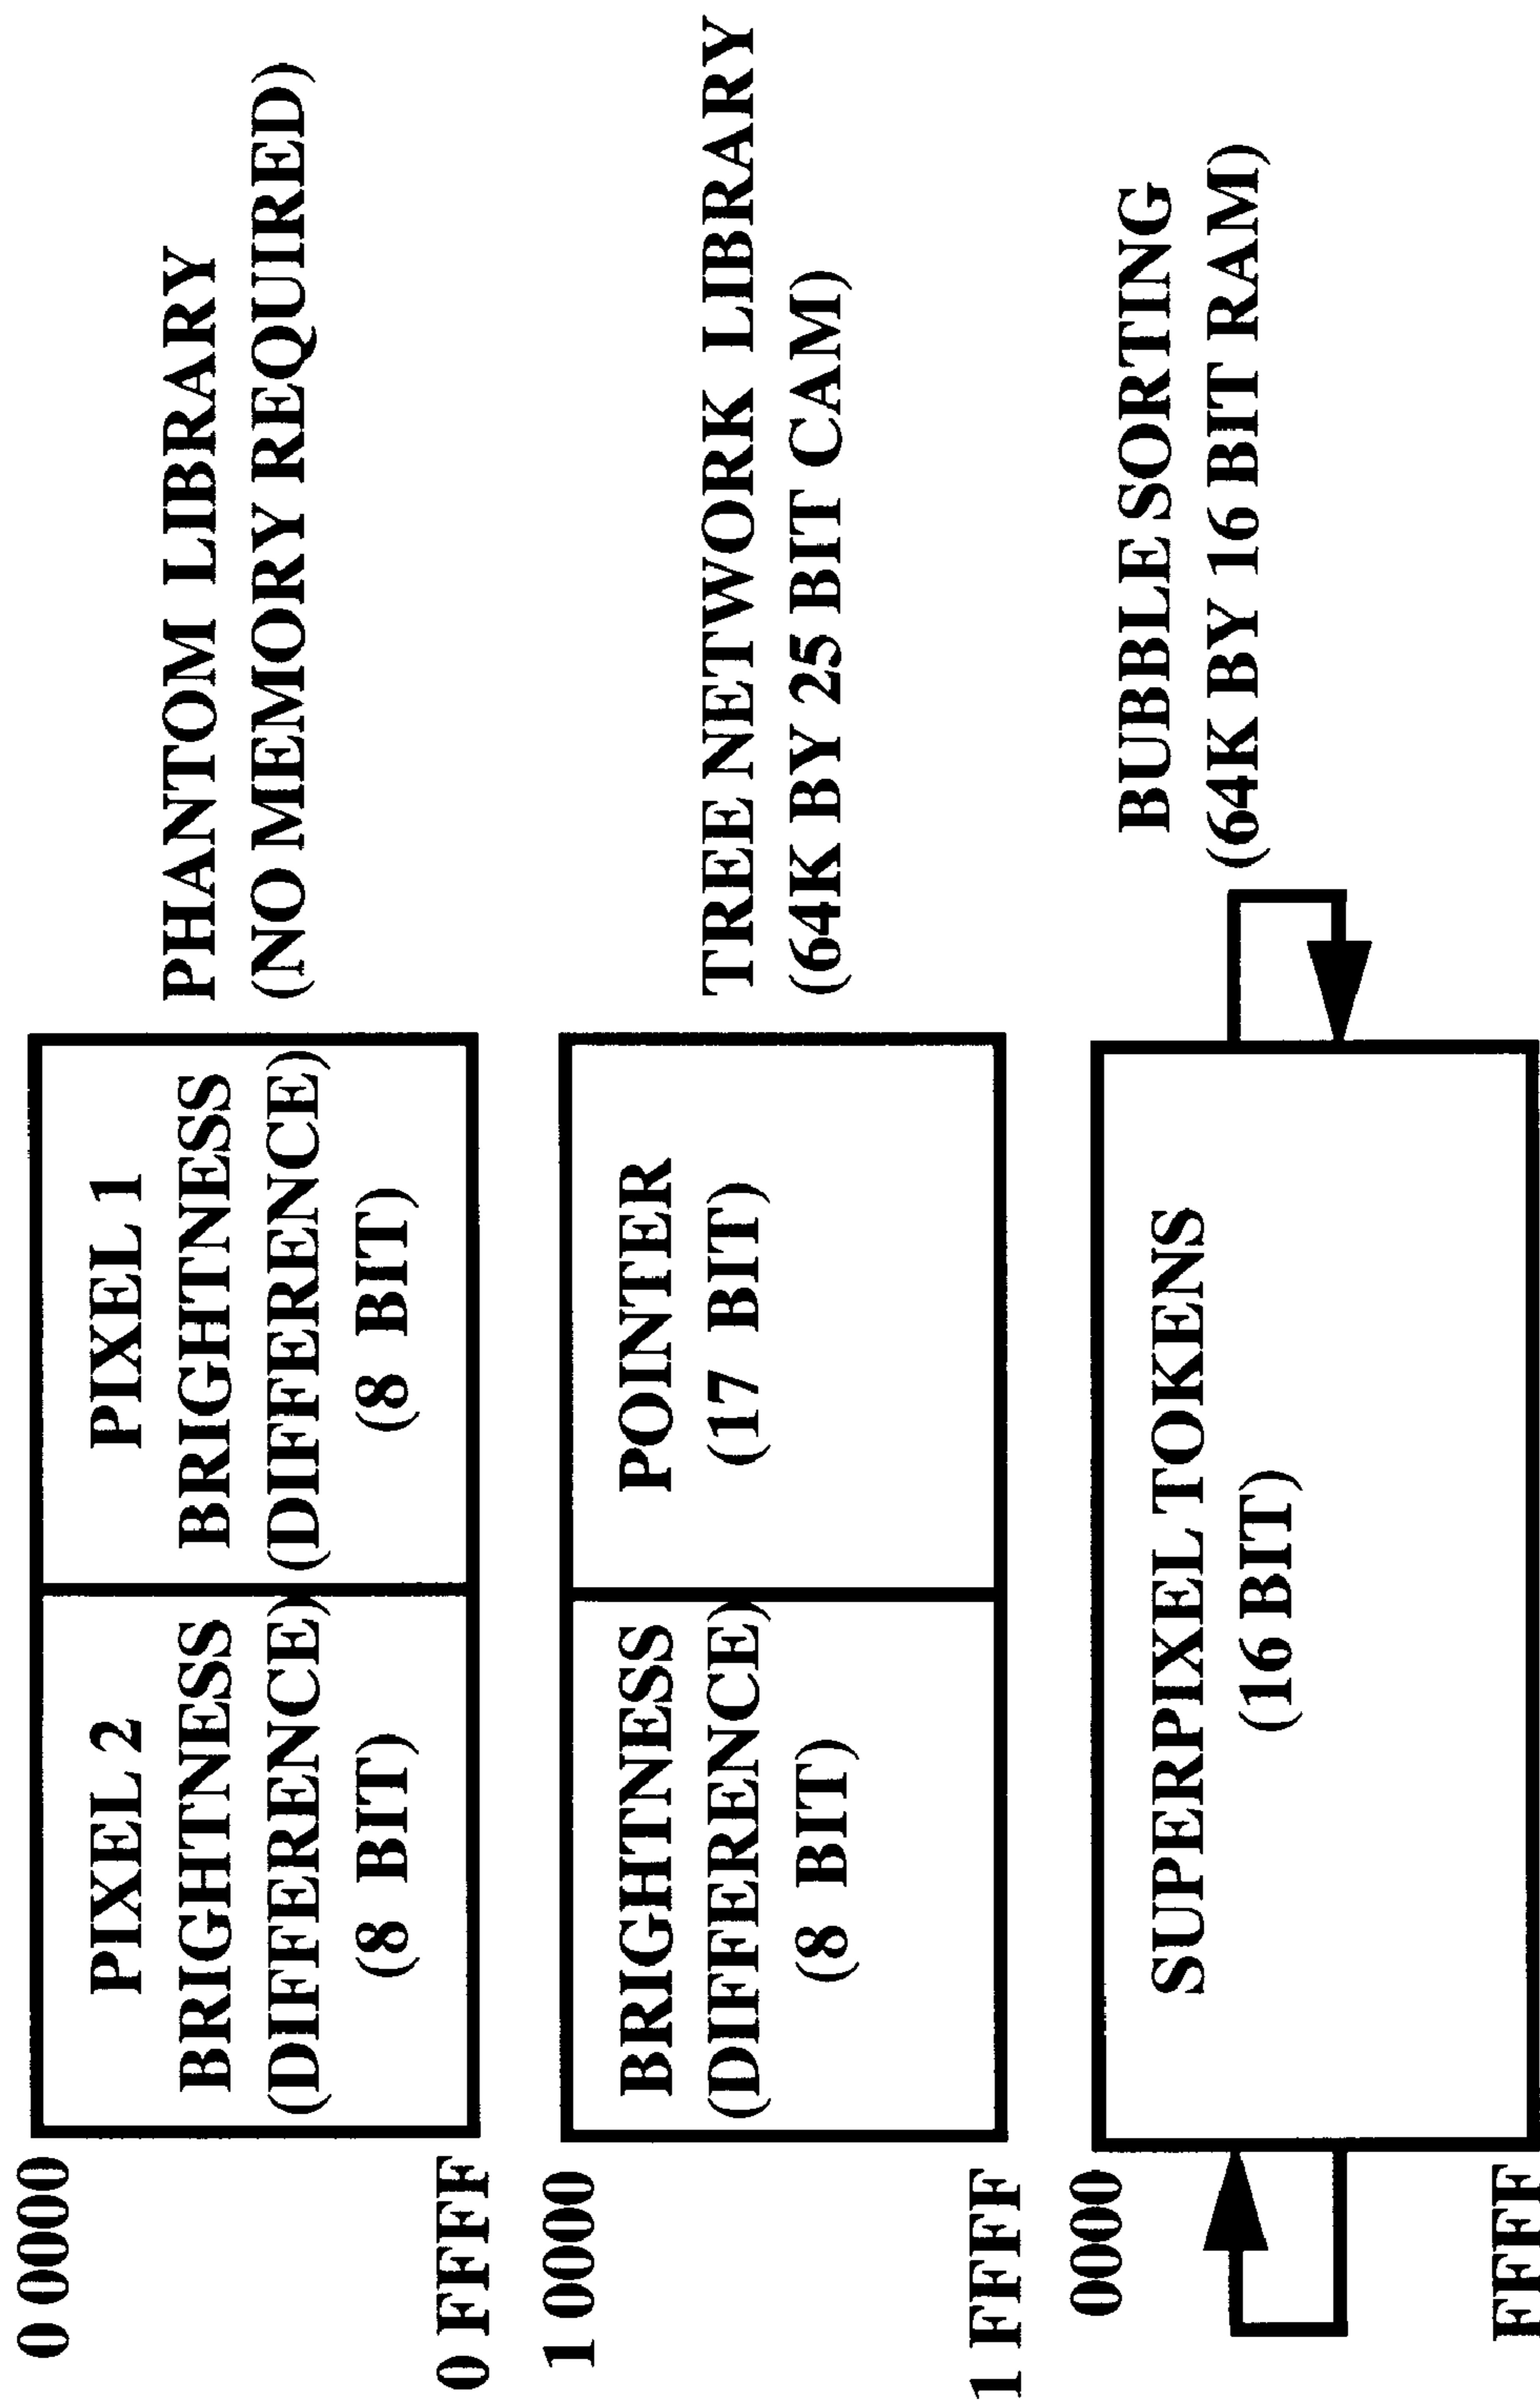 0 0000
PIXEL 2
BRIGHTNESS
(DIFFERENCE)
(8 BIT)
PIXEL 1
BRIGHTNESS
(DIFFERENCE)
(8 BIT)
PHANTOM LIBRARY
(NO MEMORY REQUIRED)
0 FFFF
1 0000
BRIGHTNESS
(DIFFERENCE)
(8 BIT)
POINTER
(17 BIT)
TREE NETWORK LIBRARY
(64K BY 25 BIT CAM)
1 FFFF
0000
SUPERPIXEL TOKENS
(16 BIT)
BUBBLE SORTING
(64K BY 16 BIT RAM)
FFFF